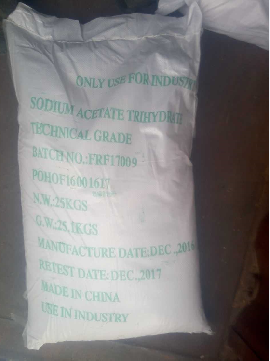 ONLY USE FOR INDUSTRY
SODIUM ACETATE TRIHYDRATE
TECHNICAL GRADE
BATCH NO.:FRF17009
POHOF16001617
N.W.:25KGS
G.W.:25.1KGS
MANUFACTURE DATE:DEC.,2016
RETEST DATE:DEC.,2017
MADE IN CHINA
USE IN INDUSTRY